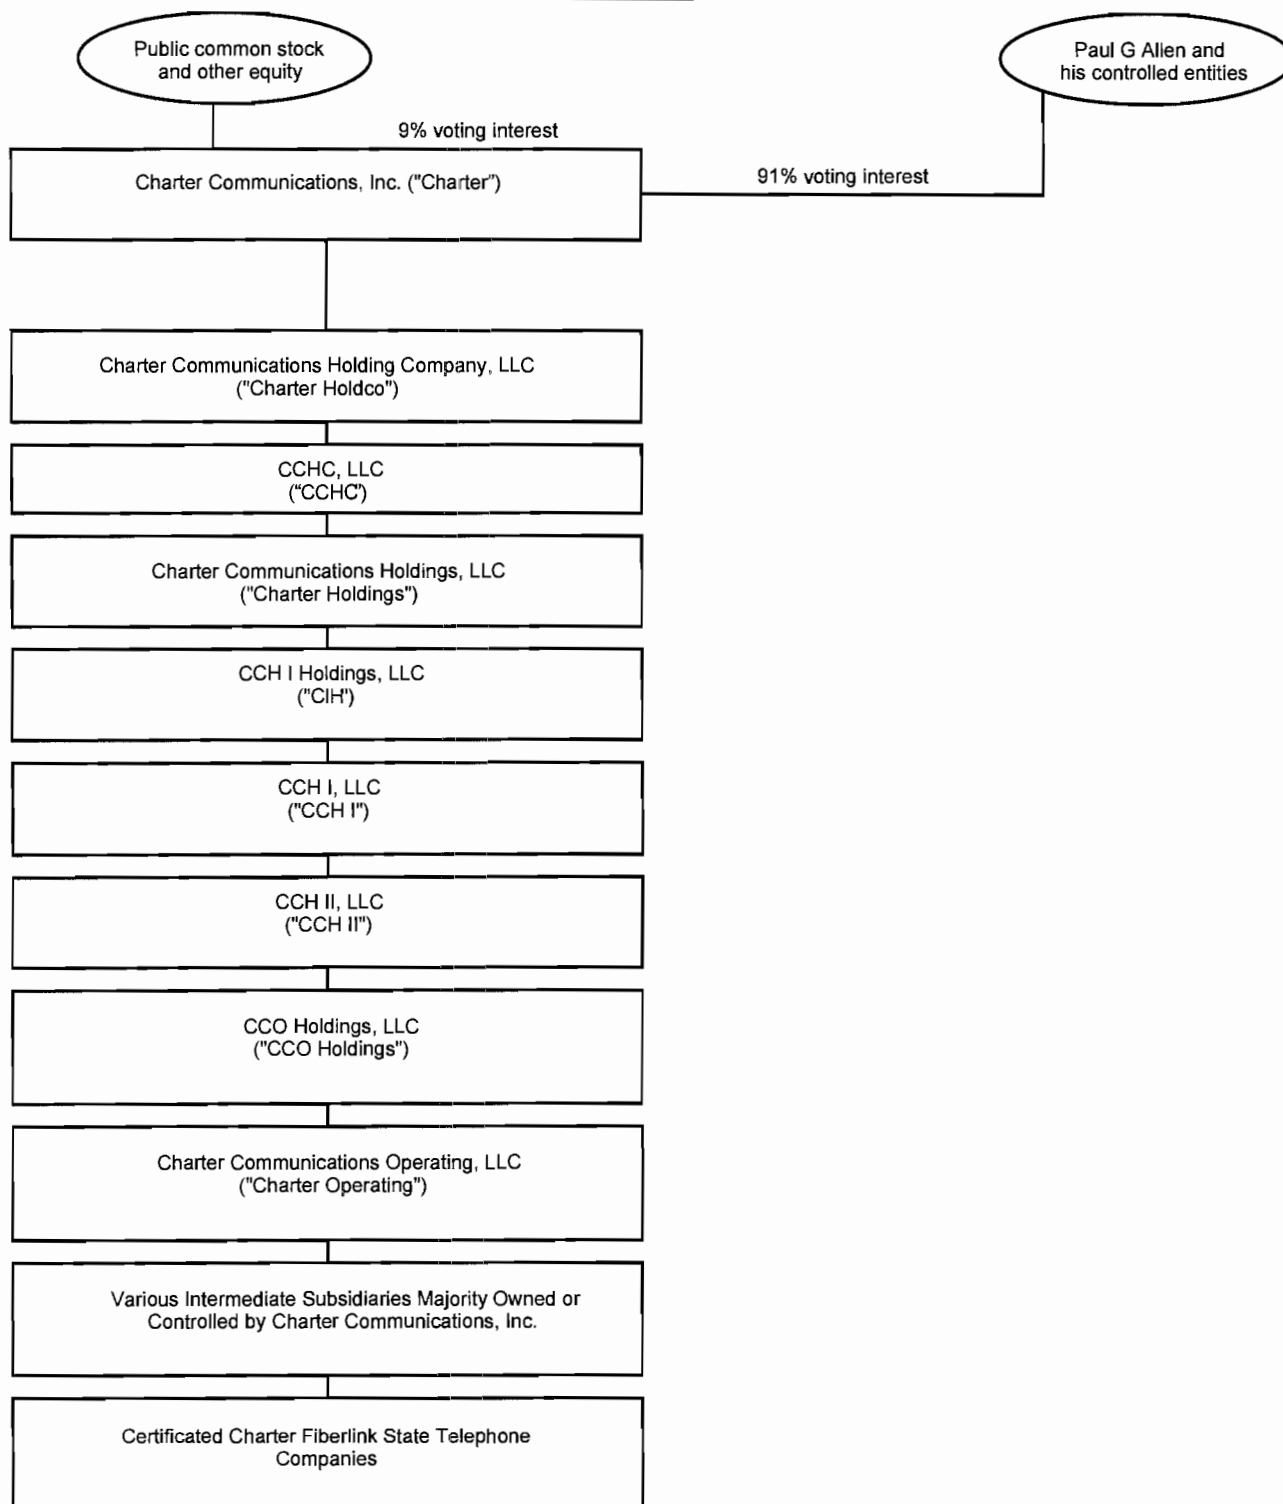 Public common stock
and other equity
Paul G Allen and
his controlled entities
9% voting interest
Charter Communications, Inc. ("Charter")
91% voting interest
Charter Communications Holding Company, LLC
("Charter Holdco")
CCHC, LLC
("CCHC")
Charter Communications Holdings, LLC
("Charter Holdings")
CCH I Holdings, LLC
("CIH")
CCH I, LLC
("CCH I")
CCH II, LLC
("CCH II")
CCO Holdings, LLC
("CCO Holdings")
Charter Communications Operating, LLC
("Charter Operating")
Various Intermediate Subsidiaries Majority Owned or
Controlled by Charter Communications, Inc.
Certificated Charter Fiberlink State Telephone
Companies